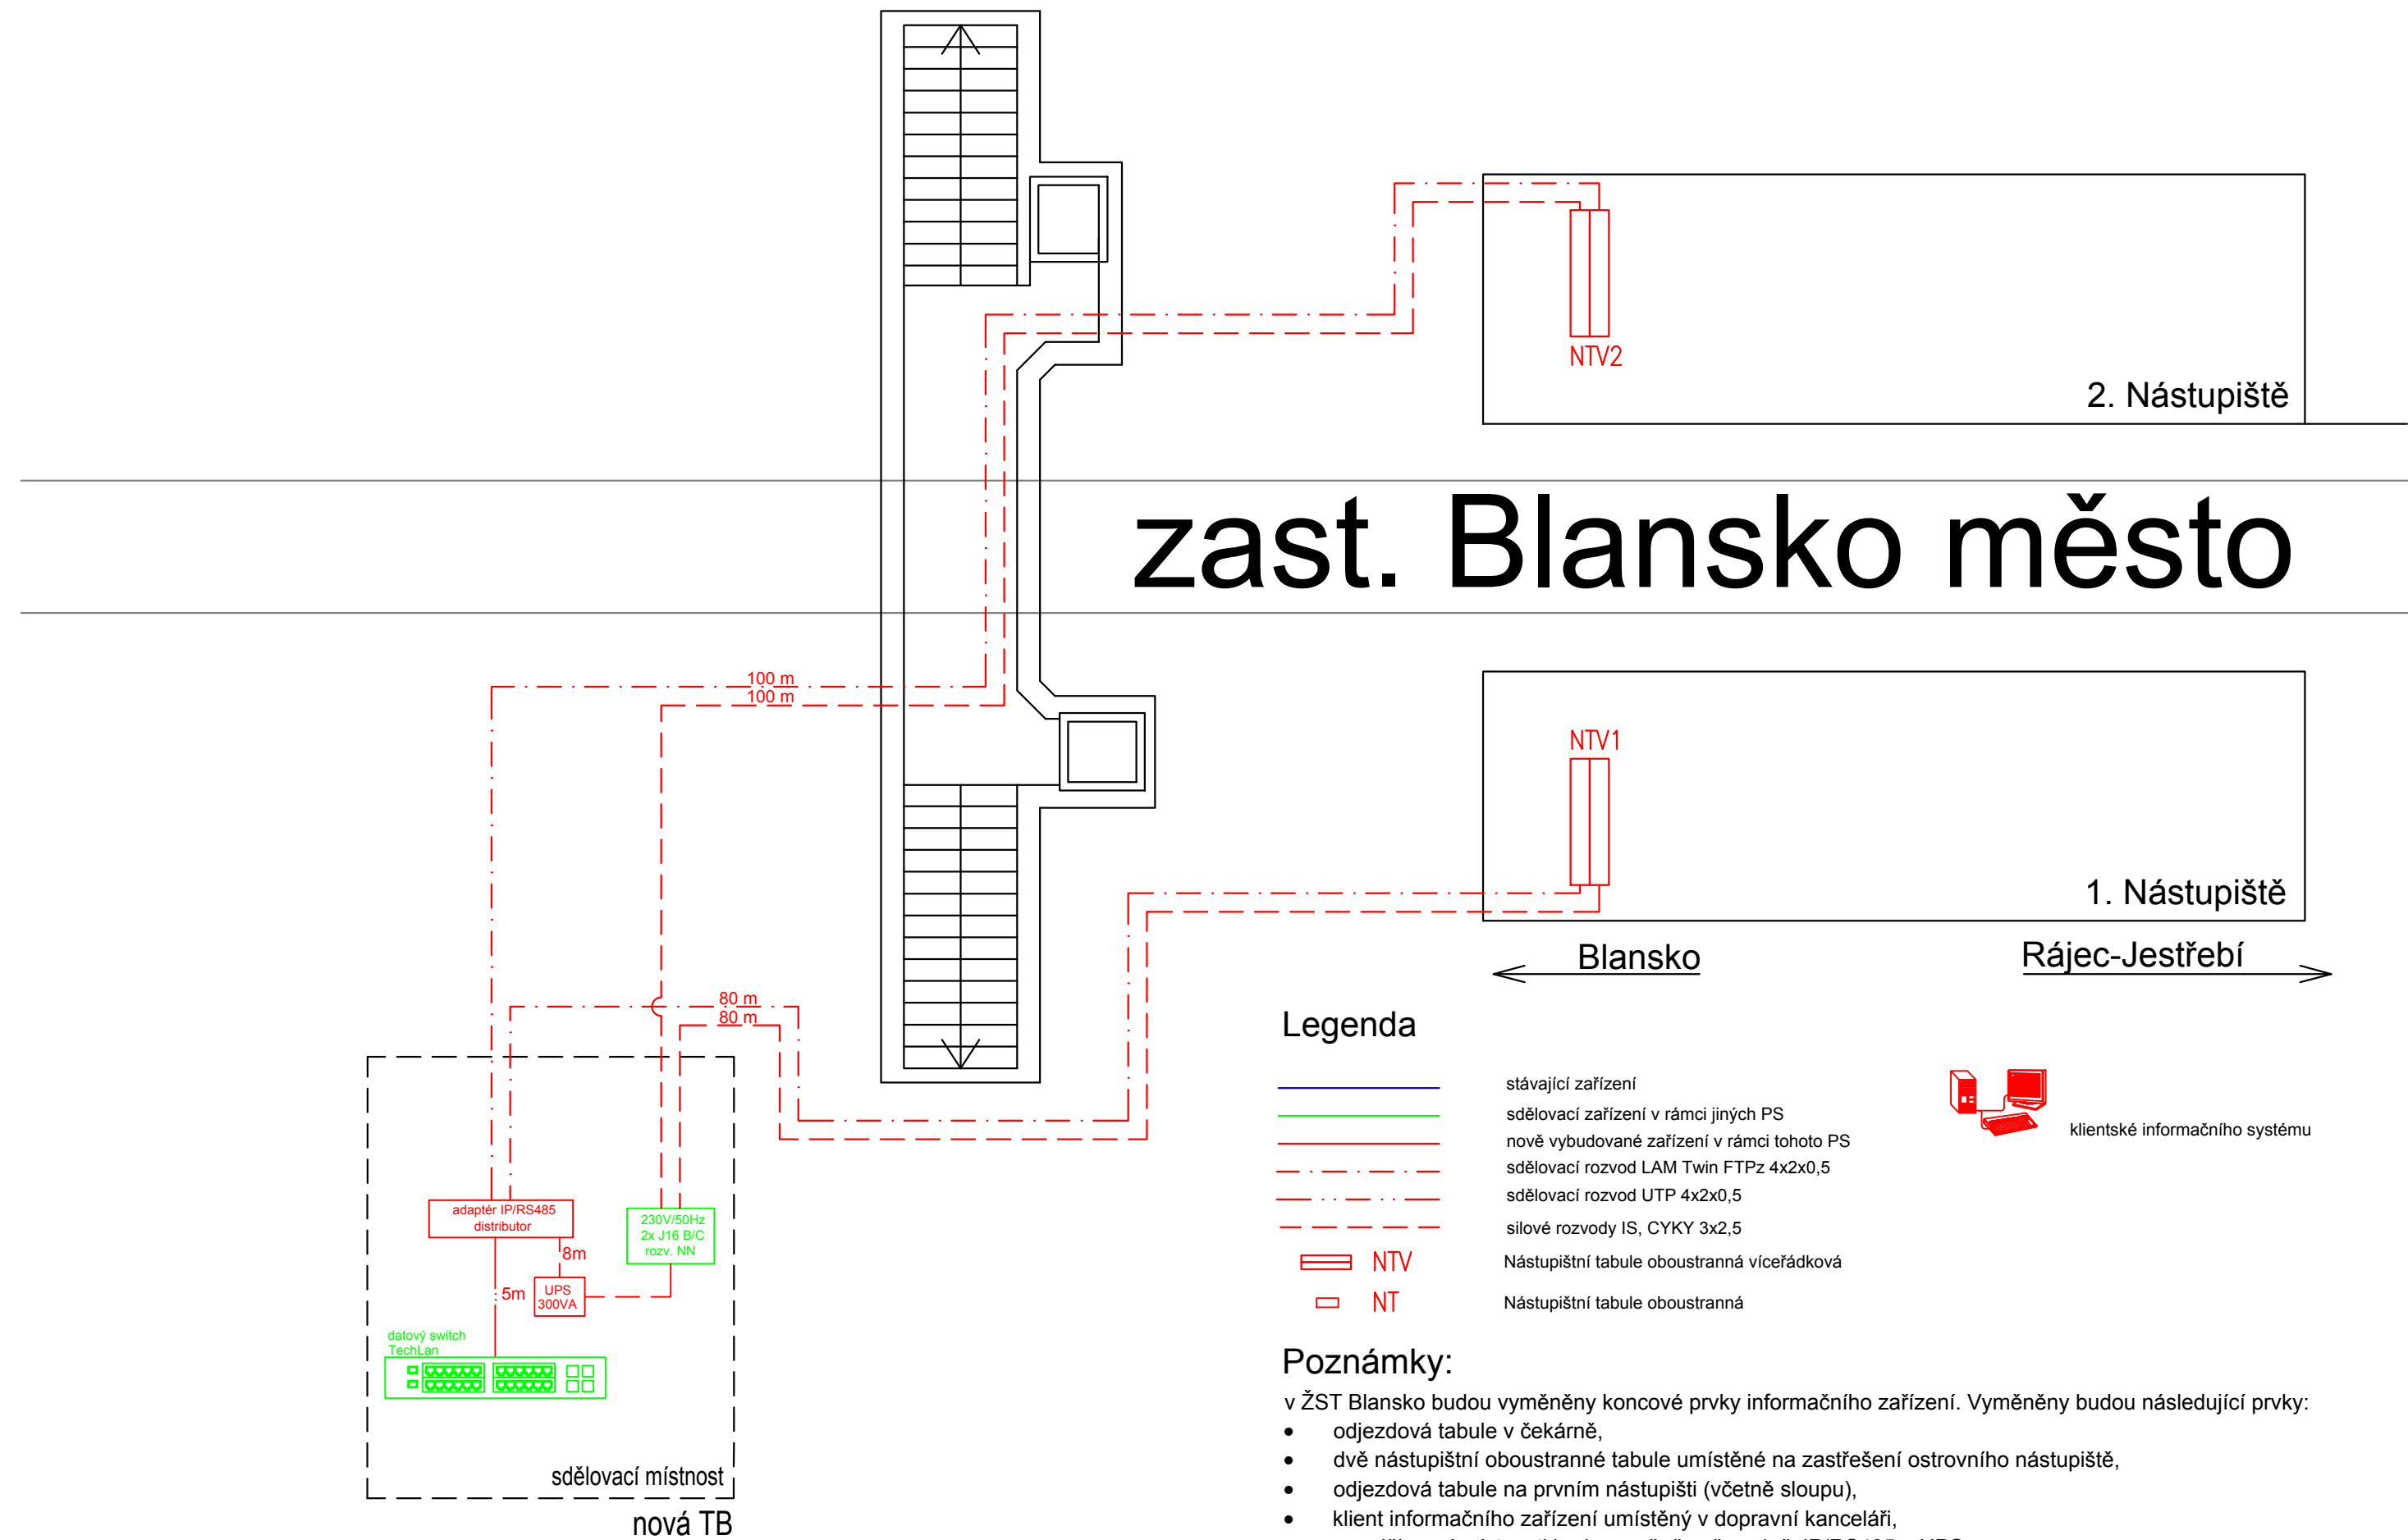 NTV2
2. Nástupiště
zast. Blansko město
100 m
100 m
NTV1
1. Nástupiště
Blansko
Rájec-Jestřebí
80 m
80 m
adaptér IP/RS485
distributor
230V/50Hz
2x J16 B/C
rozv. NN
8m
5m
UPS
300VA
datový switch
TechLan
sdělovací místnost
nová TB
Legenda
stávající zařízení
sdělovací zařízení v rámci jiných PS
nově vybudované zařízení v rámci tohoto PS
sdělovací rozvod LAM Twin FTPz 4x2x0,5
sdělovací rozvod UTP 4x2x0,5
silové rozvody IS, CYKY 3x2,5
NTV Nástupištní tabule oboustranná víceřádková
NT Nástupištní tabule oboustranná
klientské informačního systému
Poznámky:
v ŽST Blansko budou vyměněny koncové prvky informačního zařízení. Vyměněny budou následující prvky:
• odjezdová tabule v čekárně,
• dvě nástupištní oboustranné tabule umístěné na zastřešení ostrovního nástupiště,
• odjezdová tabule na prvním nástupišti (včetně sloupu),
• klient informačního zařízení umístěný v dopravní kanceláři,